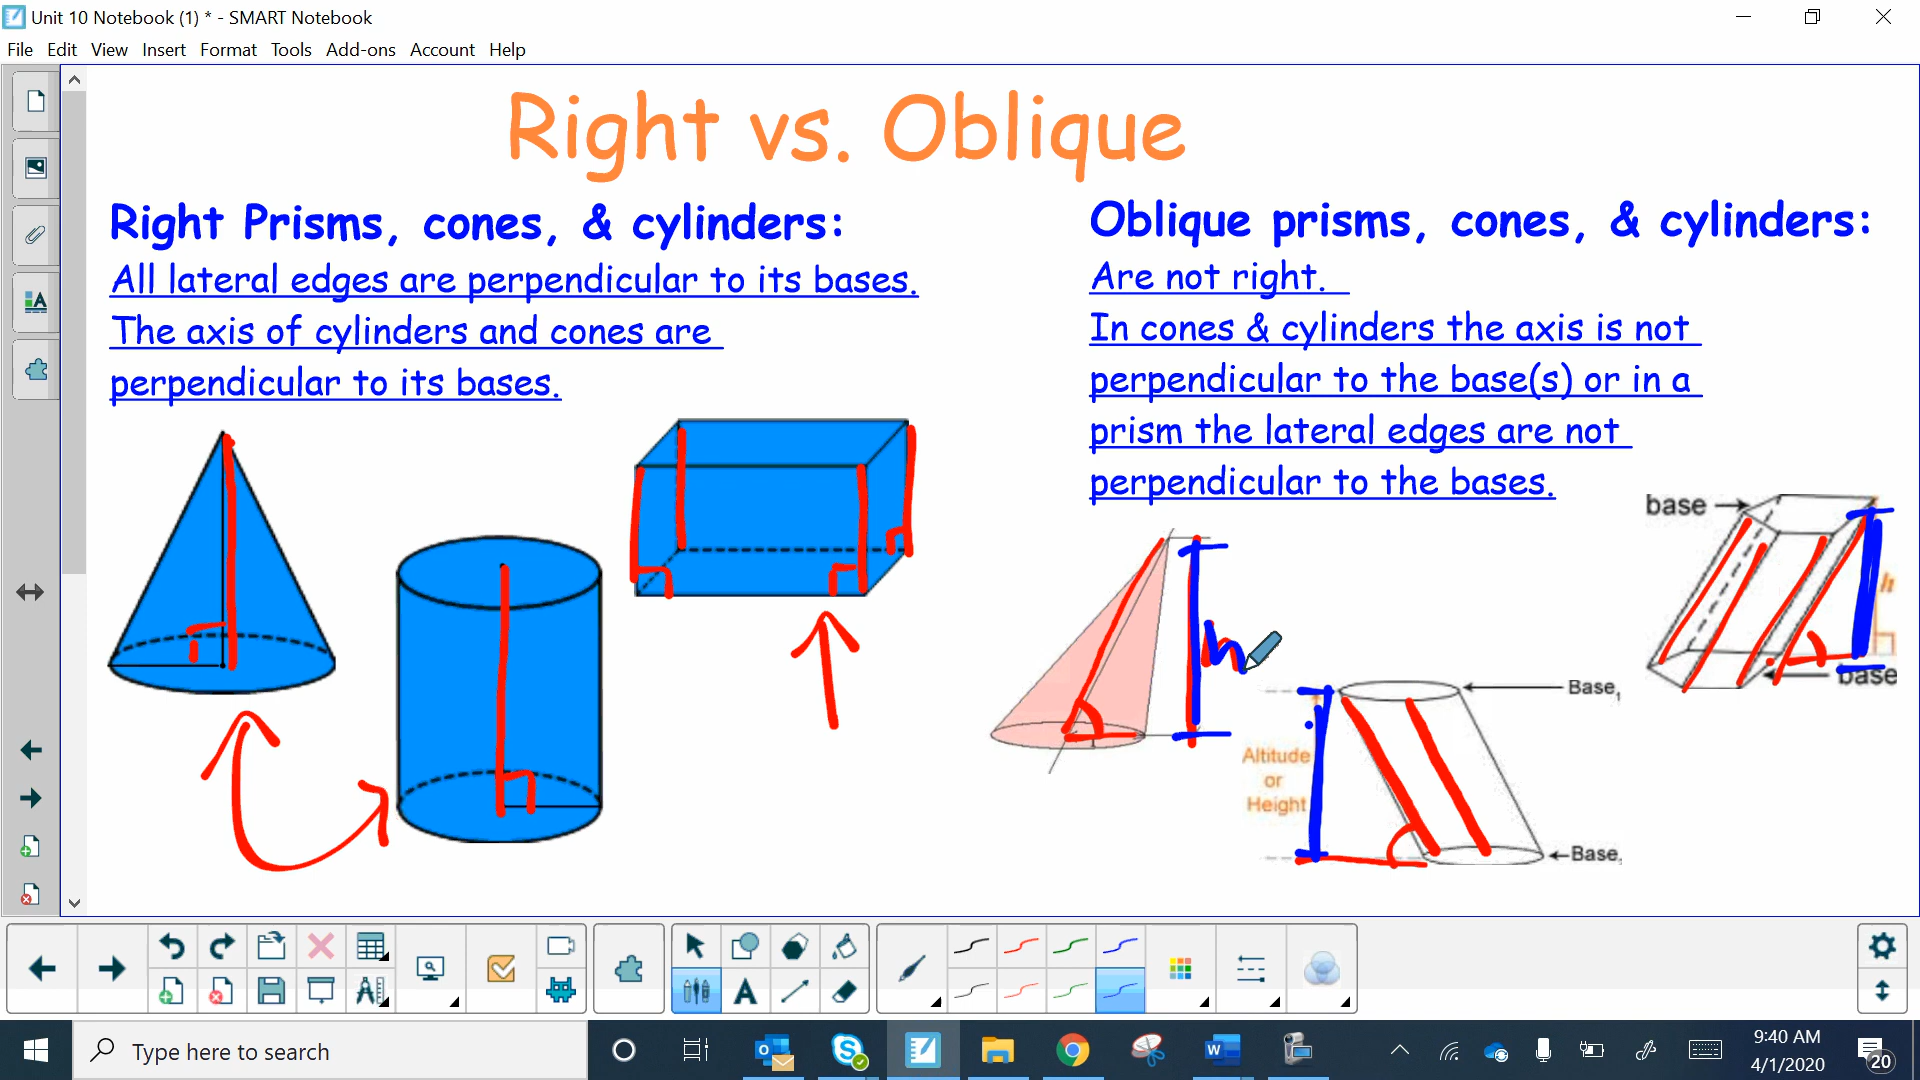 Unit 10 Notebook (1) * - SMART Notebook
File Edit View Insert Format Tools Add-ons Account Help
Right vs. Oblique
Right Prisms, cones, & cylinders:
All lateral edges are perpendicular to its bases.
The axis of cylinders and cones are
perpendicular to its bases.
Oblique prisms, cones, & cylinders:
Are not right.
In cones & cylinders the axis is not
perpendicular to the base(s) or in a
prism the lateral edges are not
perpendicular to the bases.
base
h
base
h
Base,
Altitude
or
Height
Base,
Type here to search
9:40 AM
4/1/2020
20